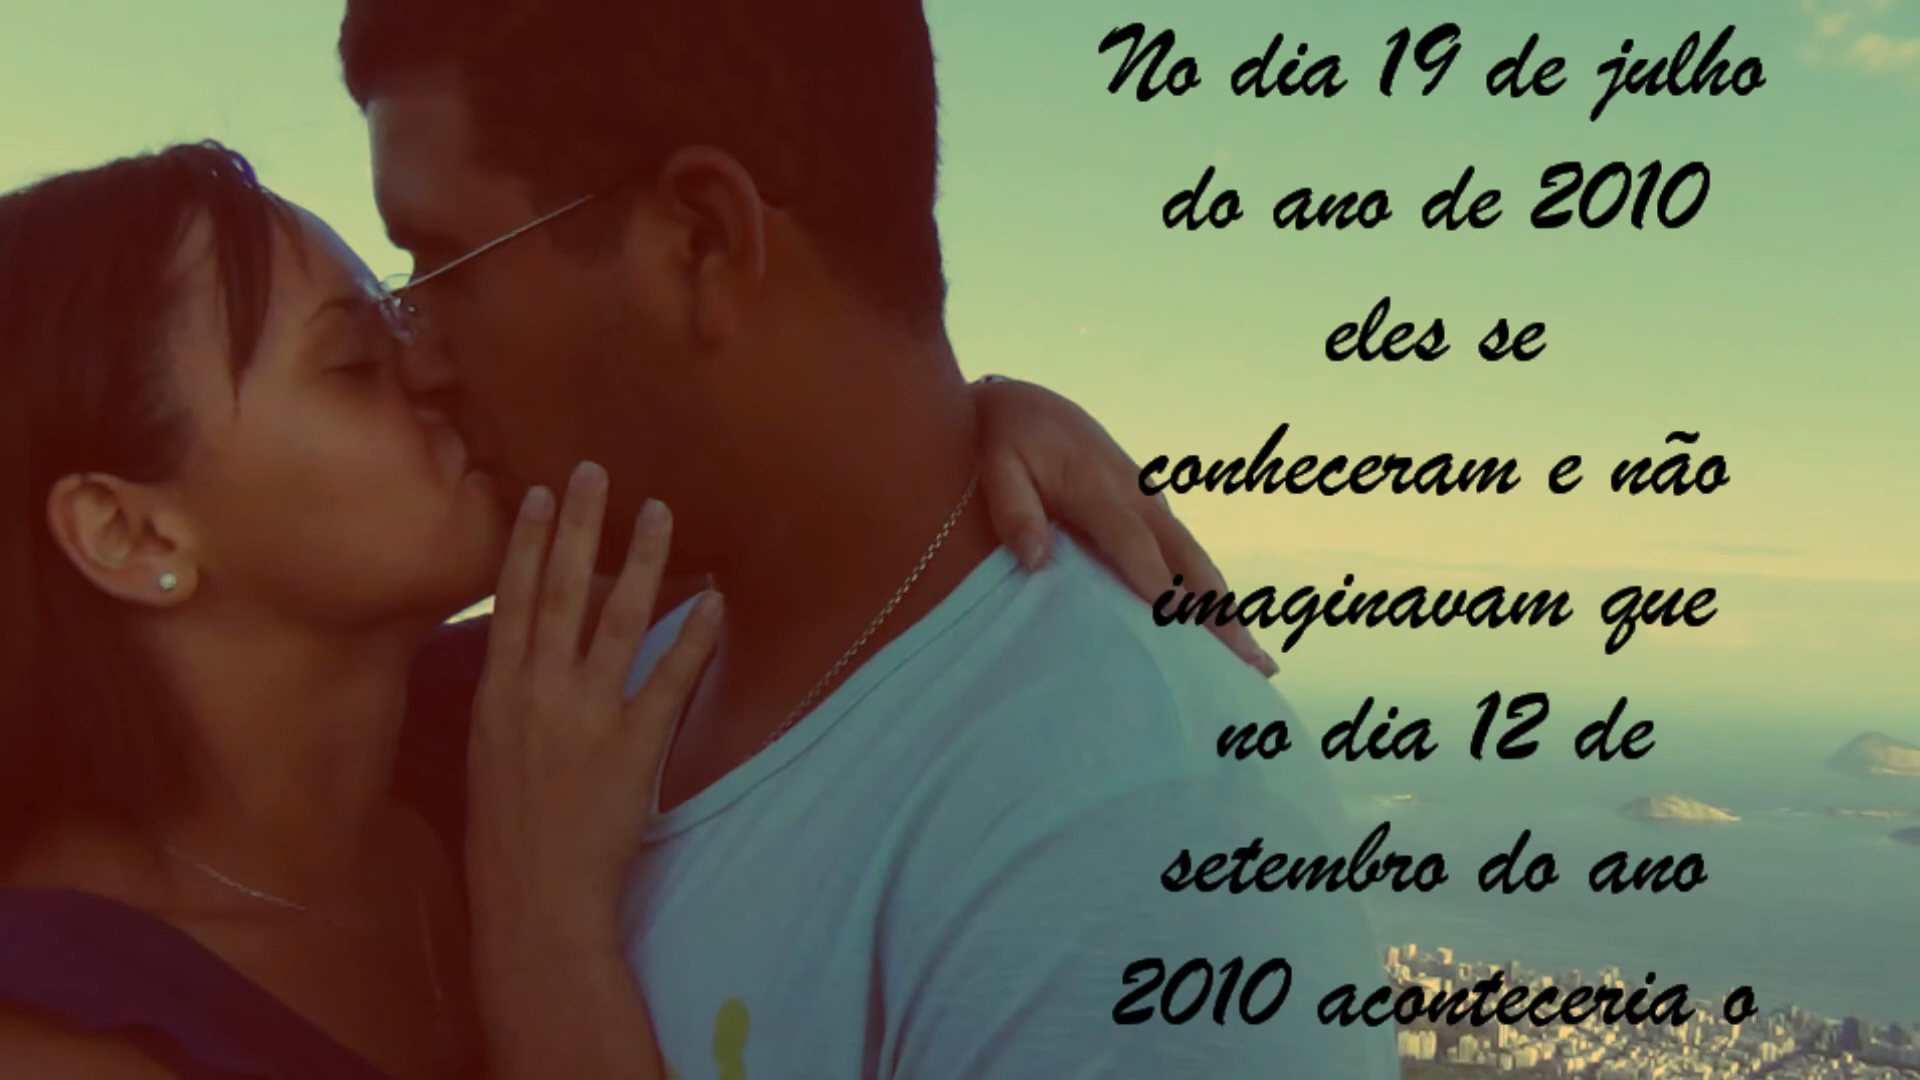 No dia 19 de julho
do ano de 2010
eles se
conheceram e não
imaginavam que
no dia 12 de
setembro do ano
2010 aconteceria o